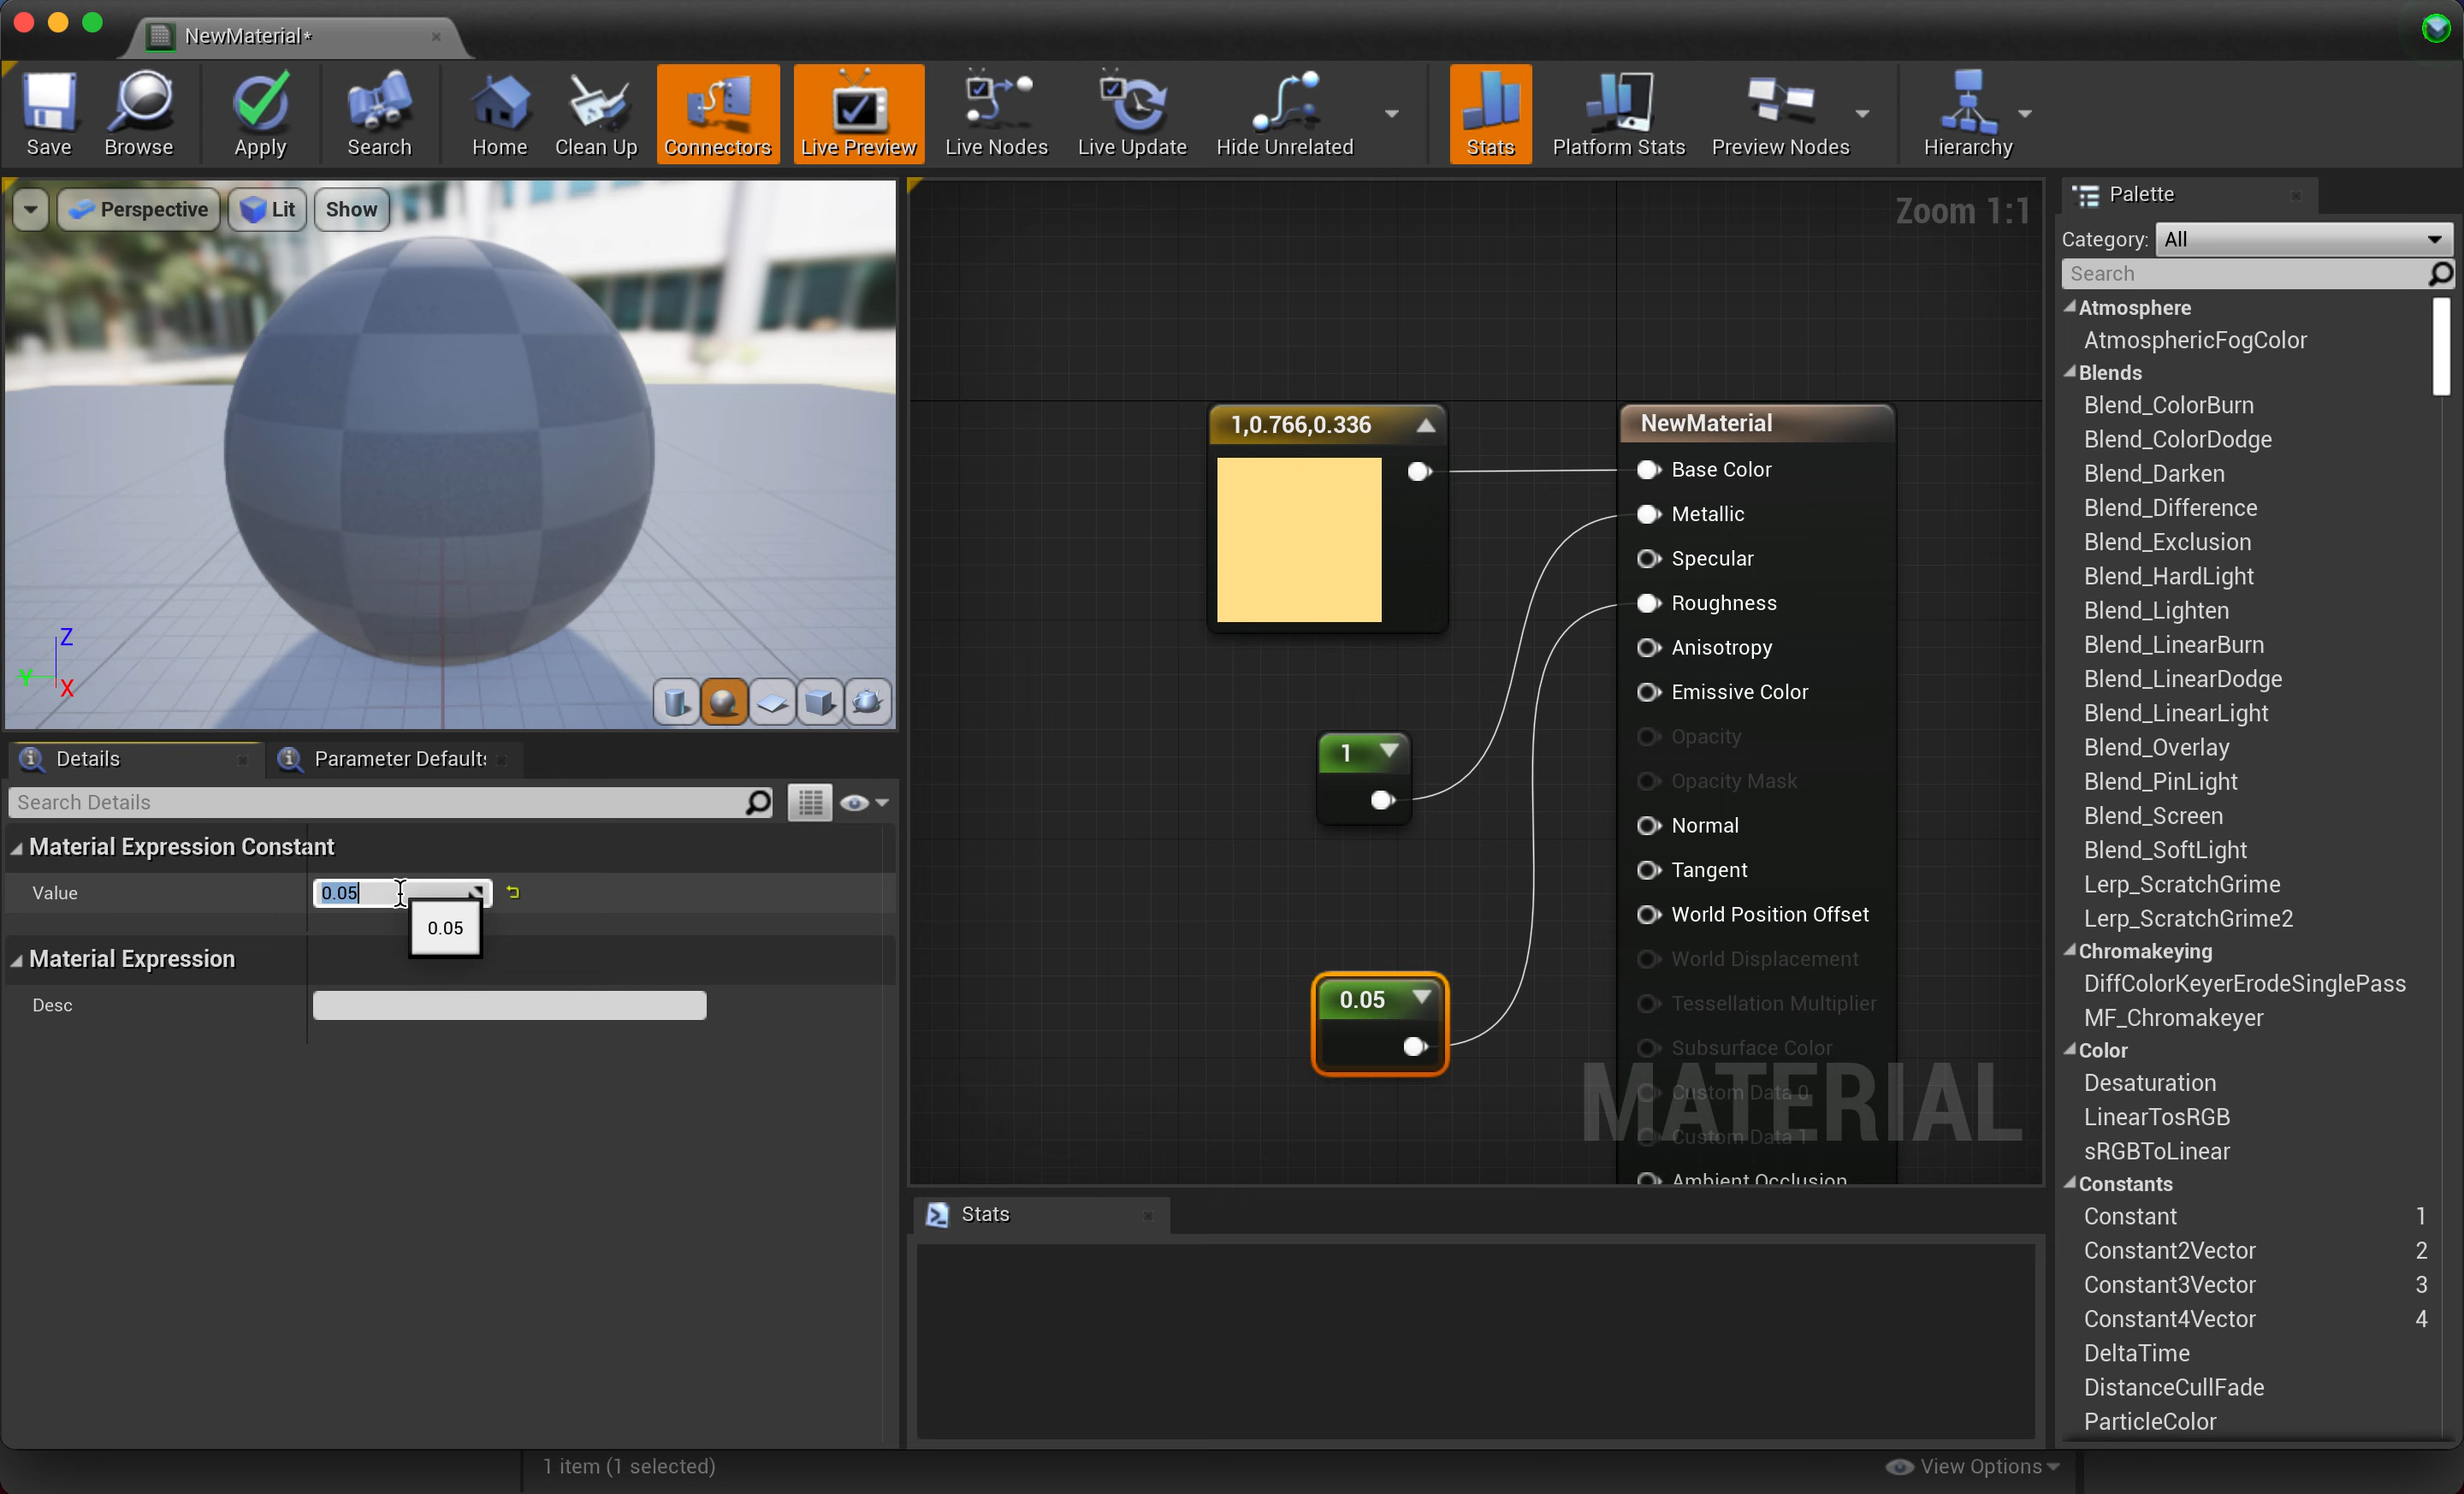 NewMaterial*
Save
Browse
Apply
Search
Home
Clean Up
Connectors
Live Preview
Live Nodes
Live Update
Hide Unrelated
Stats
Platform Stats
Preview Nodes
Hierarchy
Perspective
Lit
Show
Z
Y
X
Details
Parameter Defaults
Search Details
Material Expression Constant
Value
0.05
0.05
Material Expression
Desc
Zoom 1:1
1,0.766,0.336
1
0.05
NewMaterial
Base Color
Metallic
Specular
Roughness
Anisotropy
Emissive Color
Opacity
Opacity Mask
Normal
Tangent
World Position Offset
World Displacement
Tessellation Multiplier
Subsurface Color
Custom Data 0
Custom Data 1
Ambient Occlusion
MATERIAL
Stats
Palette
Category: All
Search
Atmosphere
AtmosphericFogColor
Blends
Blend_ColorBurn
Blend_ColorDodge
Blend_Darken
Blend_Difference
Blend_Exclusion
Blend_HardLight
Blend_Lighten
Blend_LinearBurn
Blend_LinearDodge
Blend_LinearLight
Blend_Overlay
Blend_PinLight
Blend_Screen
Blend_SoftLight
Lerp_ScratchGrime
Lerp_ScratchGrime2
Chromakeying
DiffColorKeyerErodeSinglePass
MF_Chromakeyer
Color
Desaturation
LinearTosRGB
sRGBToLinear
Constants
Constant 1
Constant2Vector 2
Constant3Vector 3
Constant4Vector 4
DeltaTime
DistanceCullFade
ParticleColor
1 item (1 selected)
View Options